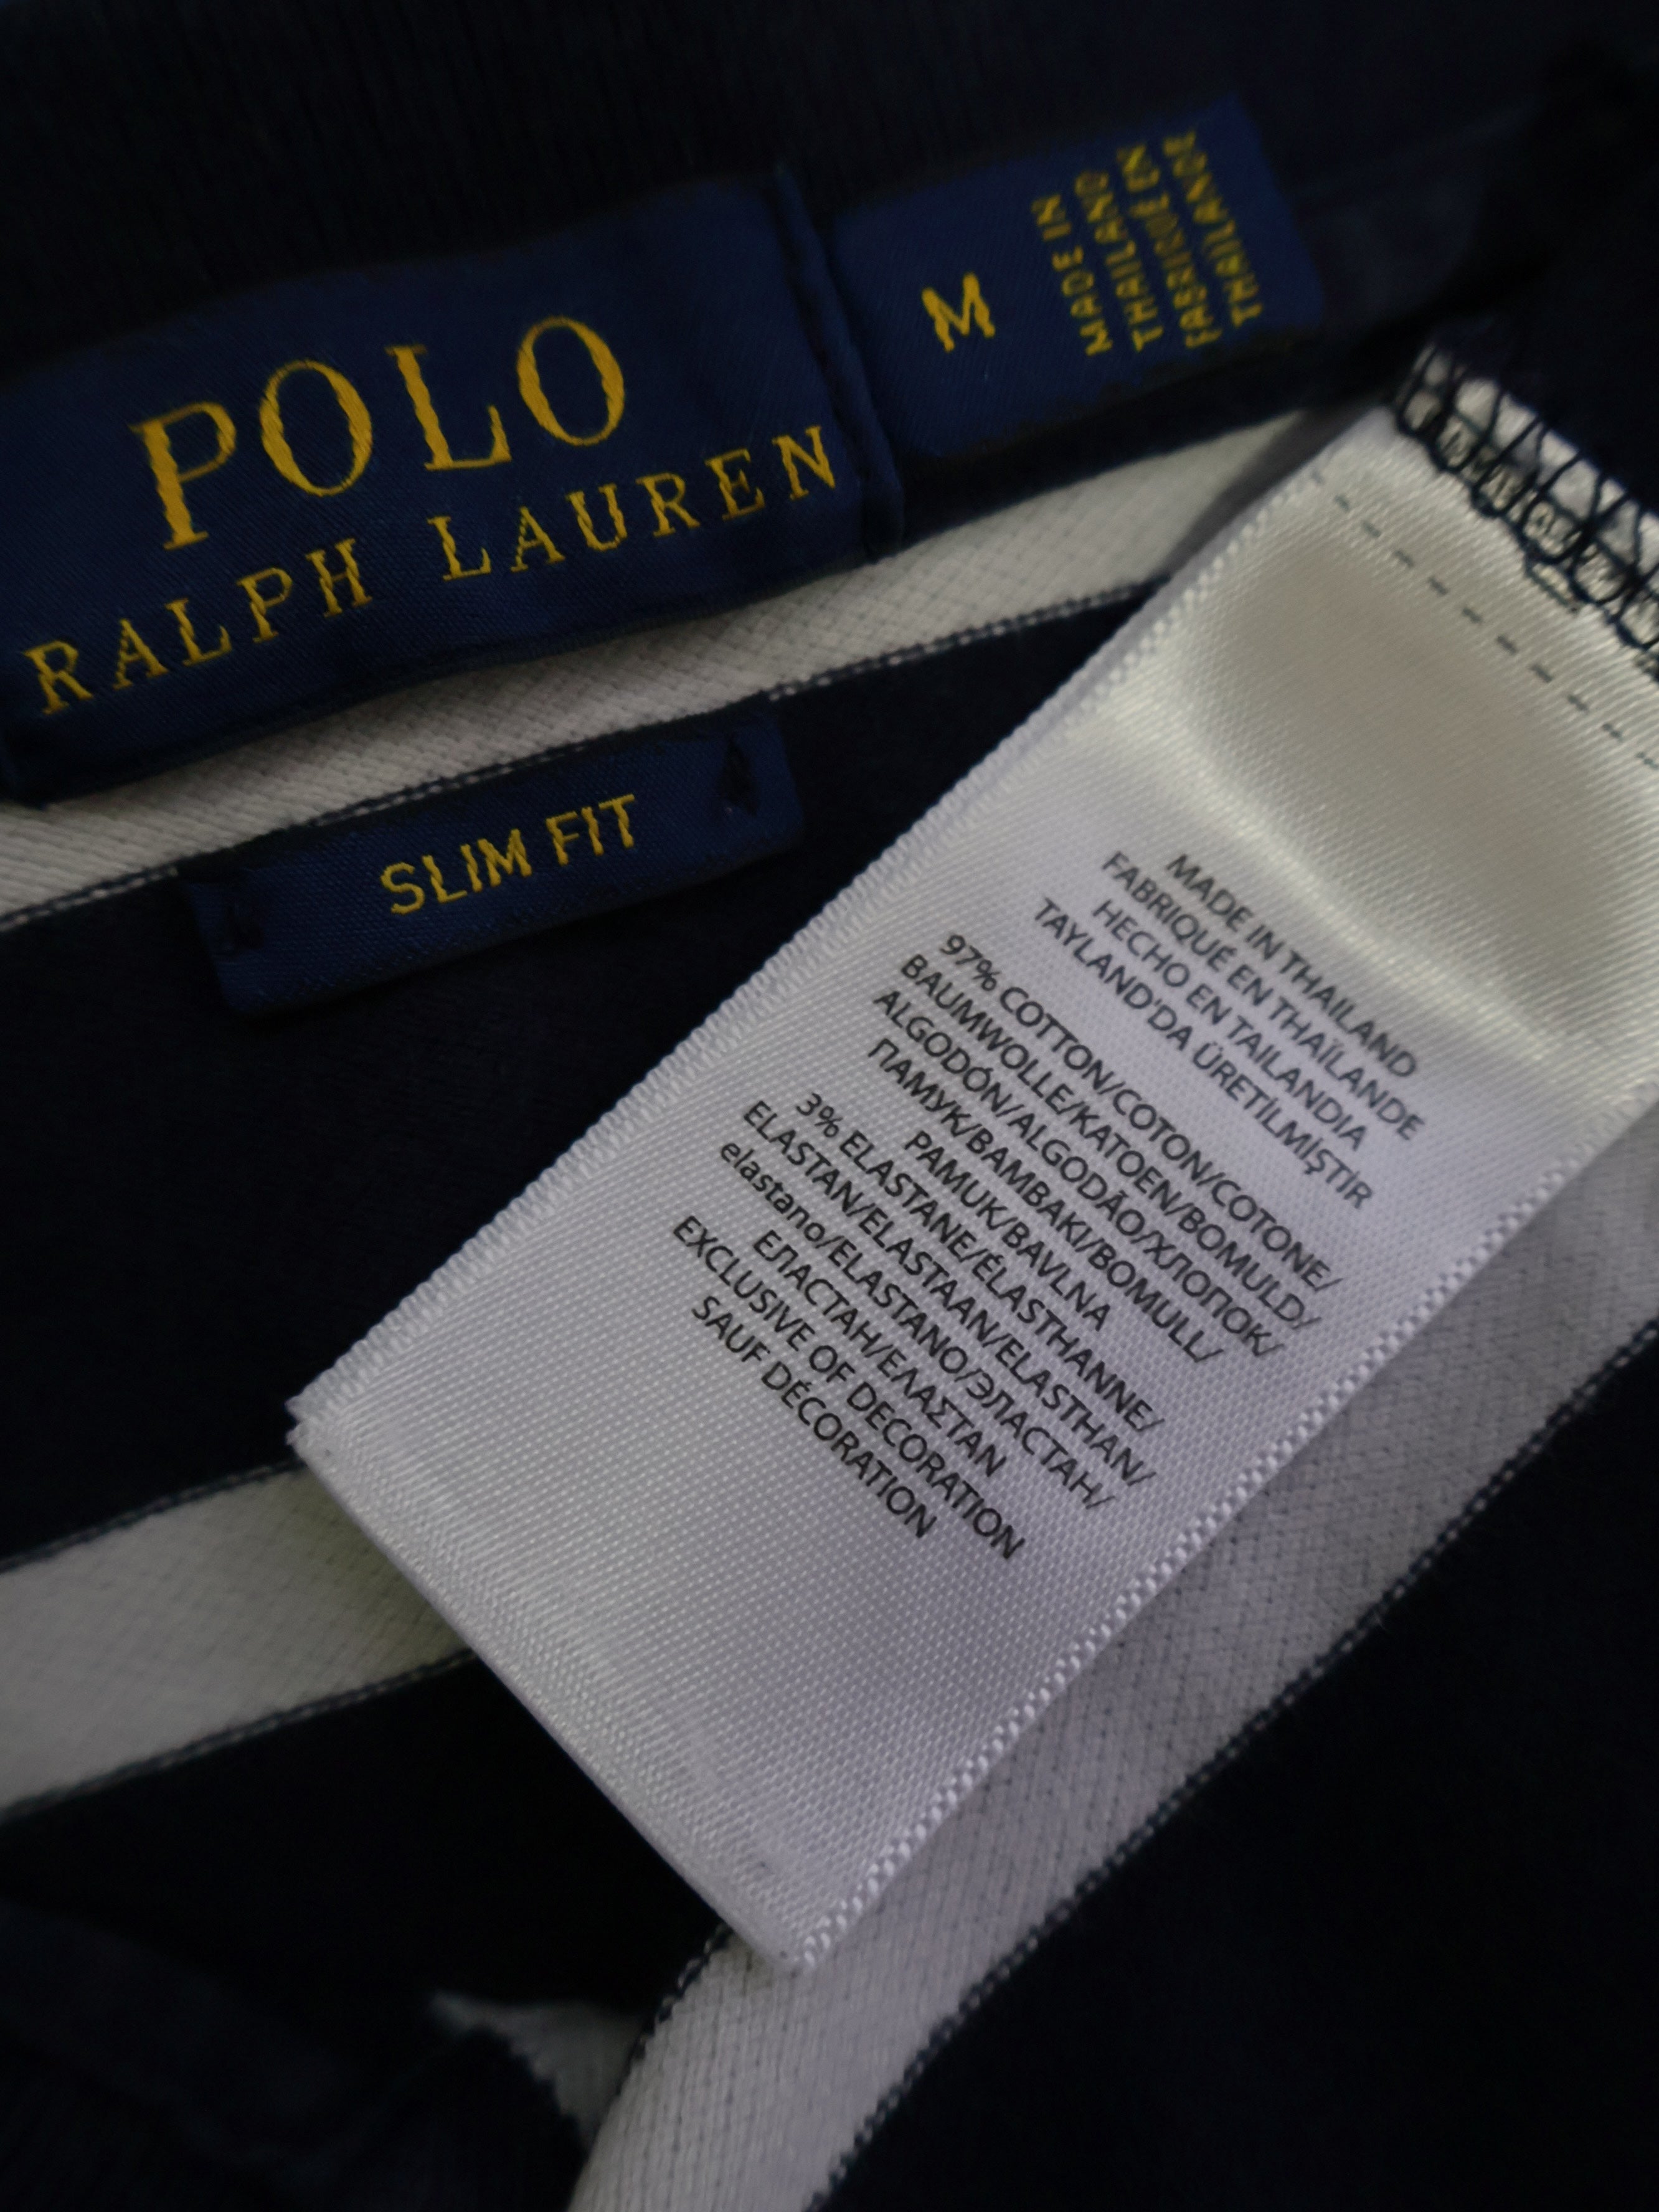 POLO
RALPH LAUREN
M
MADE IN
THAILAND
FABRIQUÉ EN
THAILANDE
SLIM FIT
MADE IN THAILAND
FABRIQUÉ EN THAÏLANDE
HECHO EN TAILANDIA
TAYLAND'DA ÜRETİLMİŞTİR
97% COTTON/COTON/COTONE/
BAUMWOLLE/KATOEN/BOMULD/
ALGODÓN/ALGODÃO/ХЛОПОК/
ПАМУК/BAMBAKI/BOMULL/
PAMUK/BAVLNA
3% ELASTANE/ÉLASTHANNE/
ELASTAN/ELASTAAN/ELASTHAN/
elastano/ELASTANO/ЭЛАСТАН/
ЕЛАСТАН/ΕΛΑΣΤΑΝ
EXCLUSIVE OF DECORATION
SAUF DÉCORATION